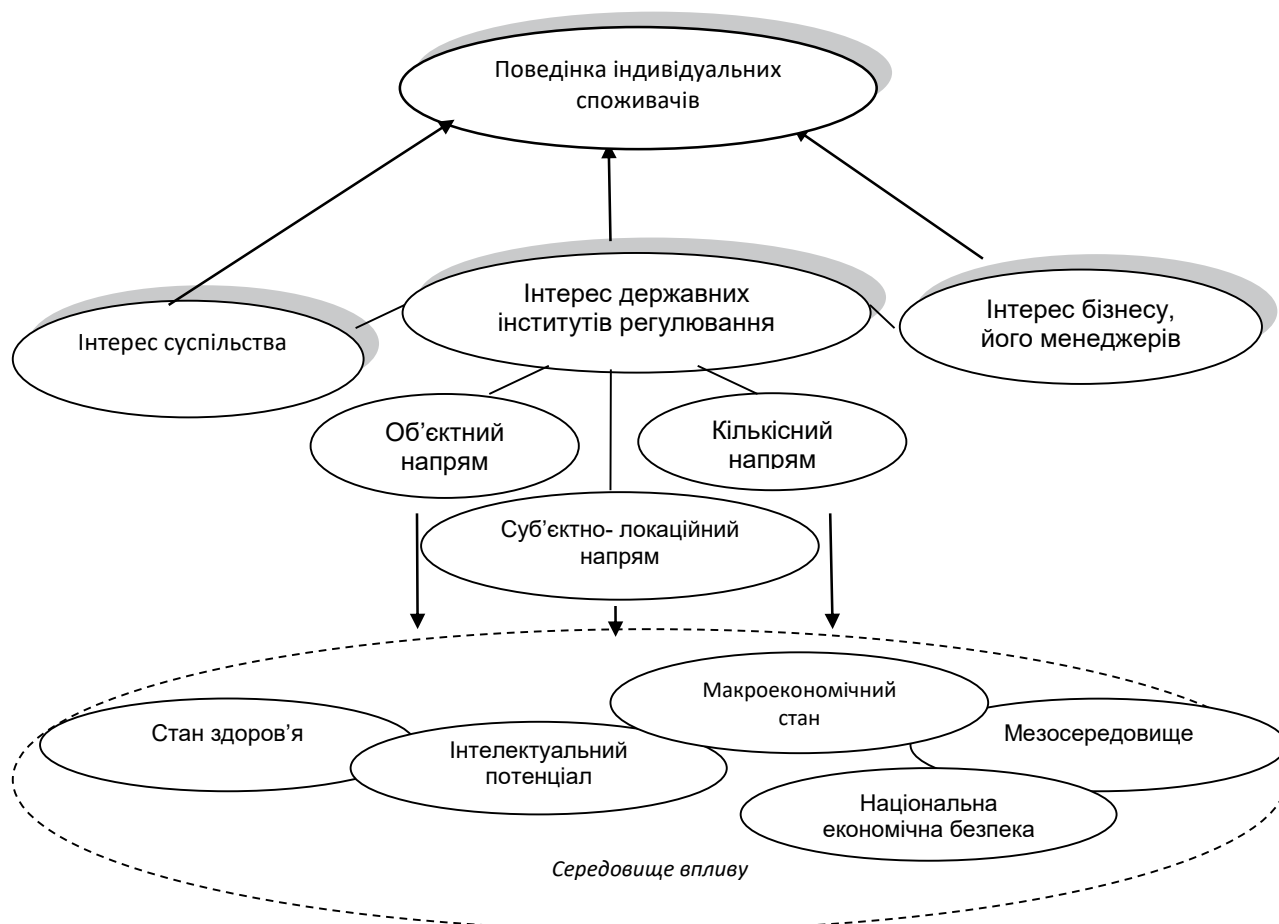 Поведінка індивідуальних
споживачів
Інтерес державних
інститутів регулювання
Інтерес суспільства
Інтерес бізнесу,
його менеджерів
Об’єктний
напрям
Кількісний
напрям
Суб’єктно- локаційний
напрям
Макроекономічний
стан
Стан здоров’я
Інтелектуальний
потенціал
Мезосередовище
Національна
економічна безпека
Середовище впливу